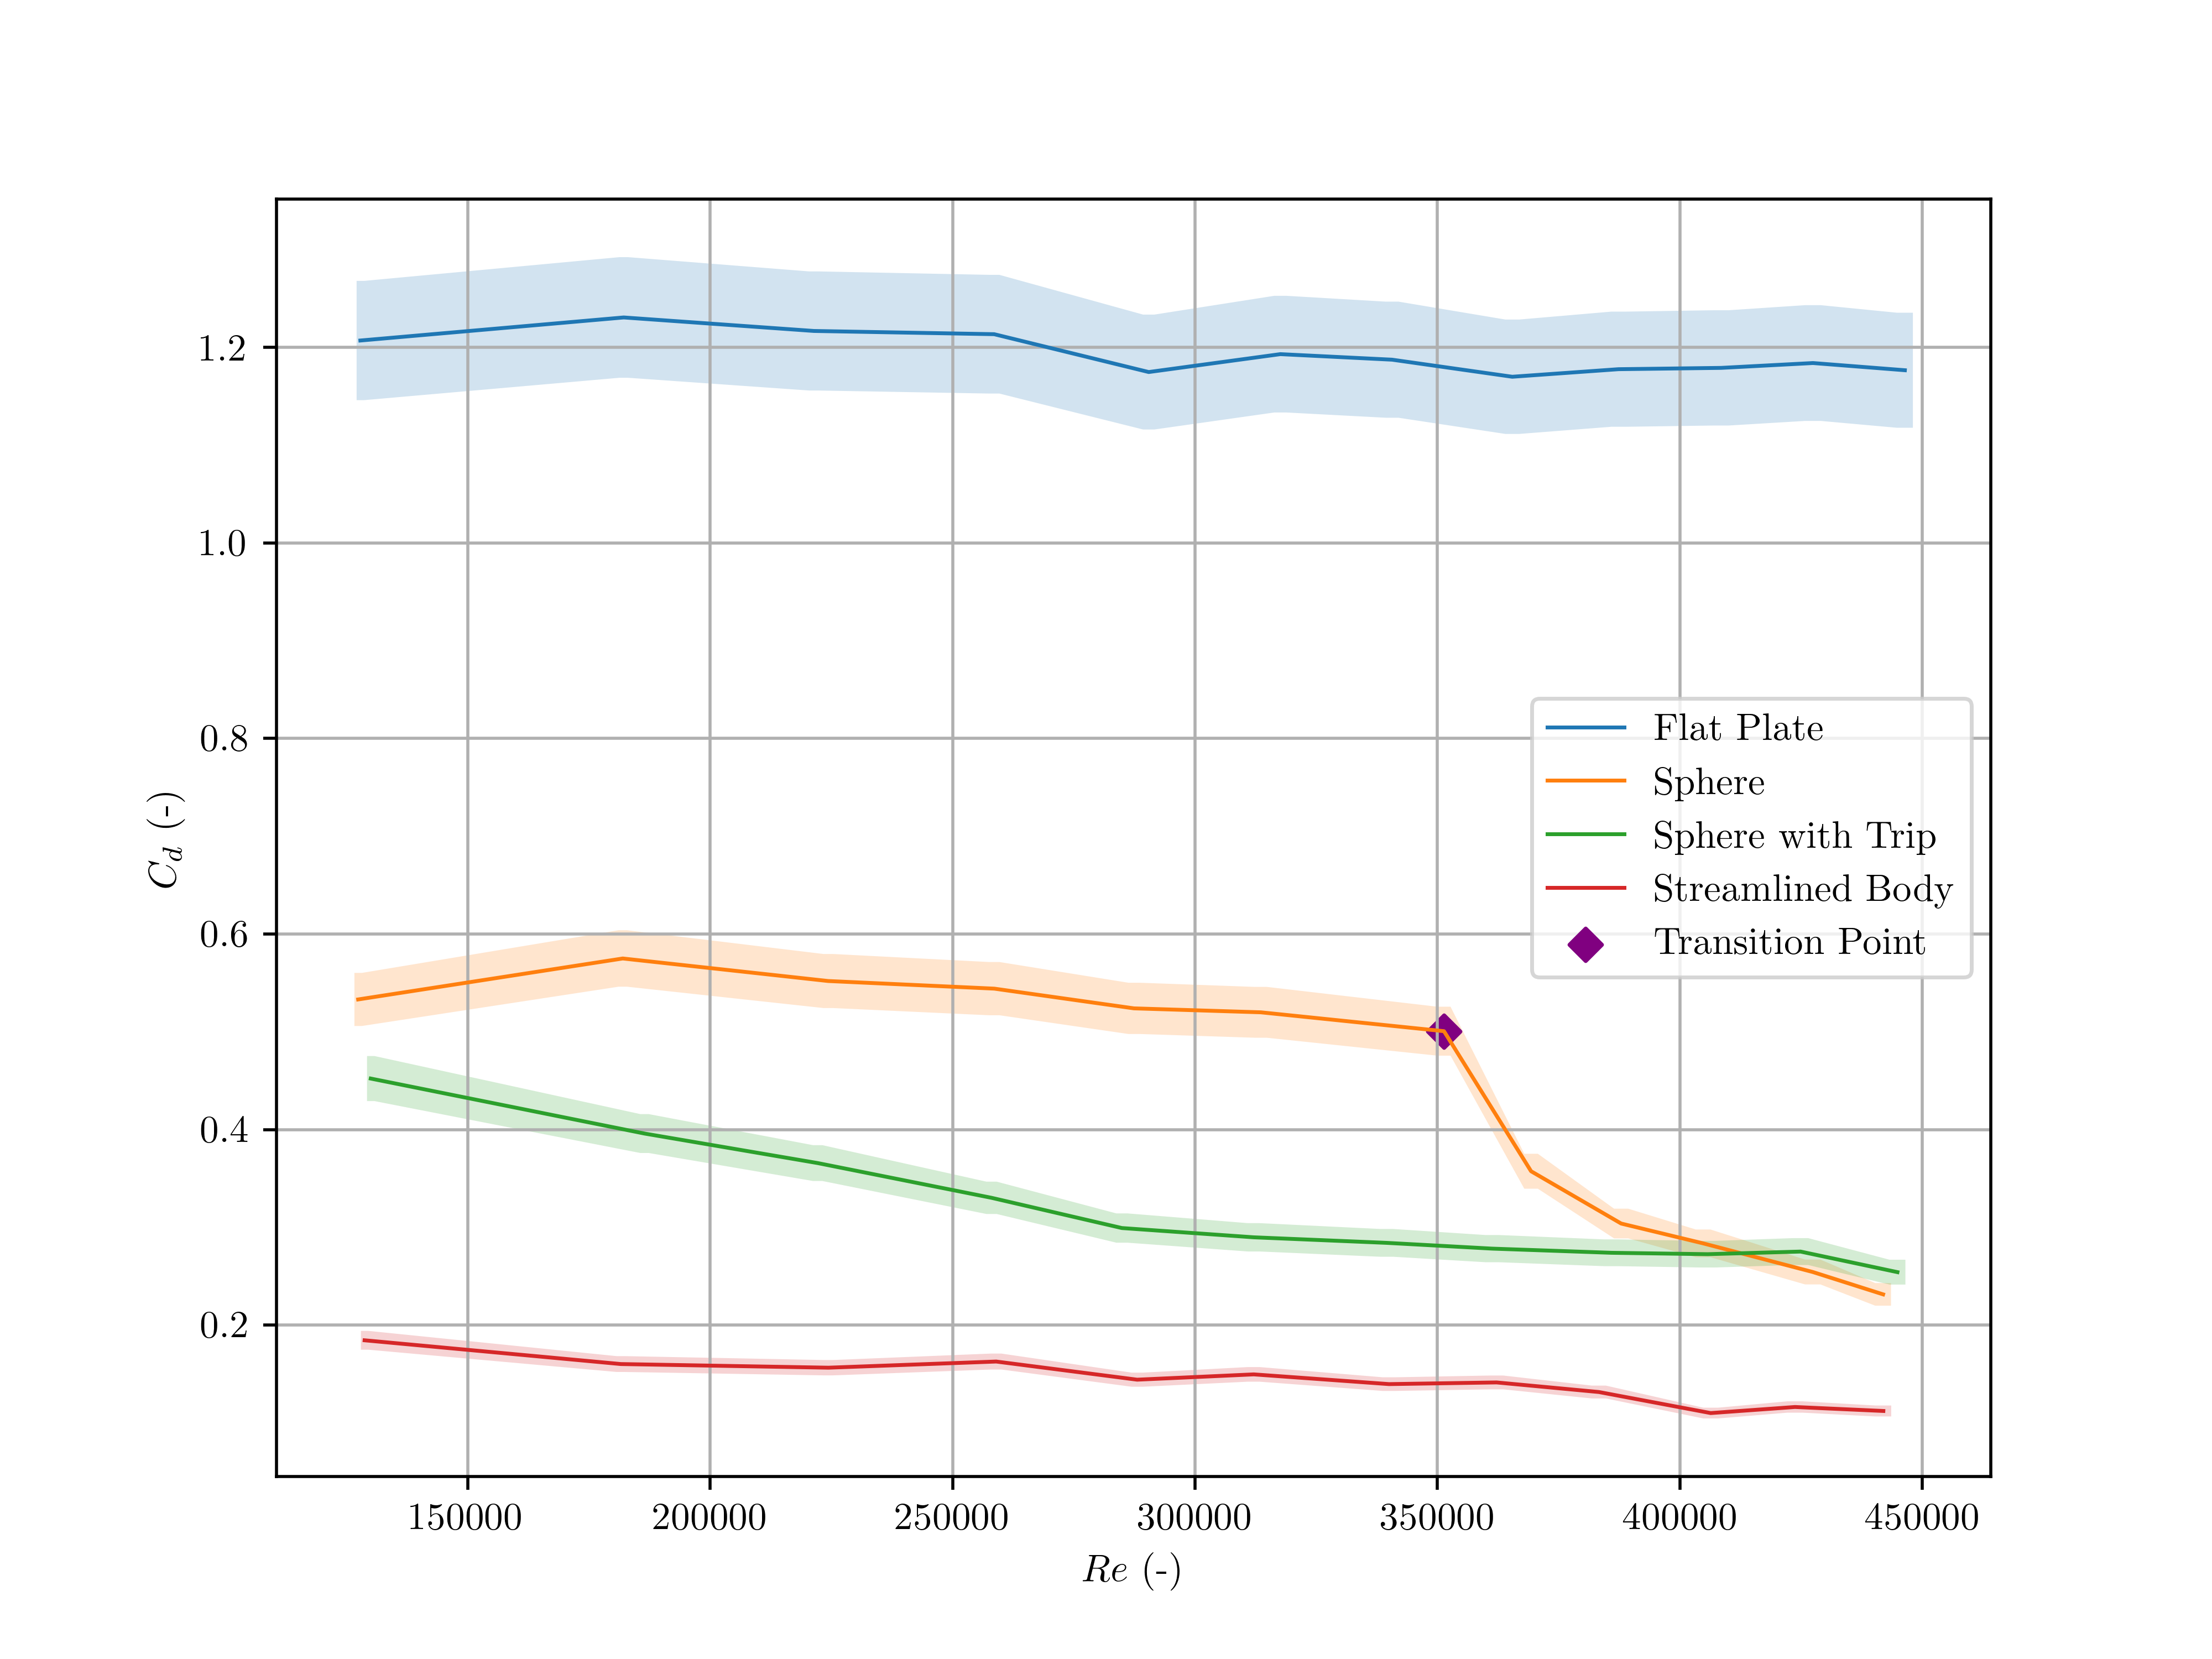 1.2
1.0
0.8
0.6
0.4
0.2
C_d (-)
Flat Plate
Sphere
Sphere with Trip
Streamlined Body
Transition Point
150000 200000 250000 300000 350000 400000 450000
Re (-)